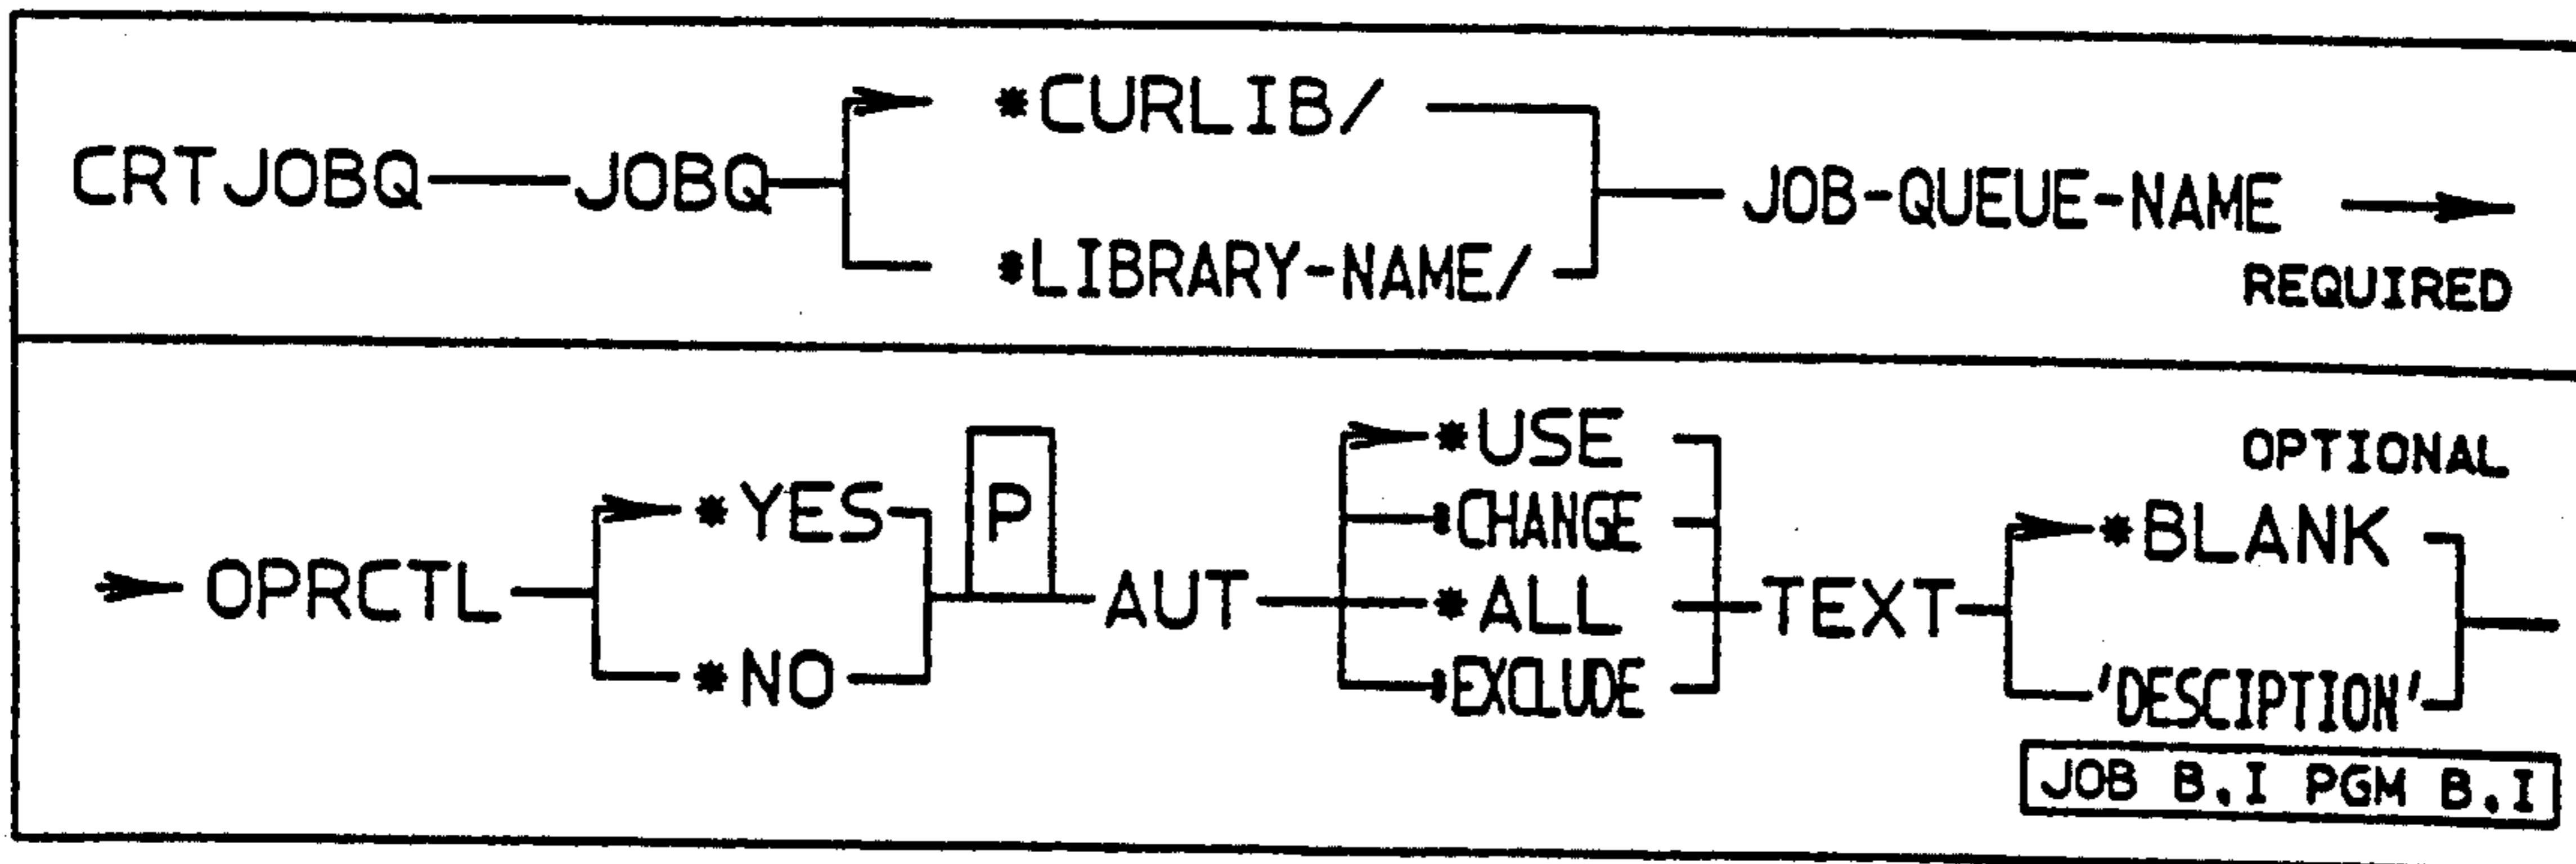 *CURLIB/
CRTJOBQ JOBQ JOB-QUEUE-NAME
*LIBRARY-NAME/
REQUIRED
*USE OPTIONAL
*YES P *CHANGE *BLANK
OPRCTL AUT *ALL TEXT
*NO *EXCLUDE 'DESCIPTION'
JOB B,I PGM B,I